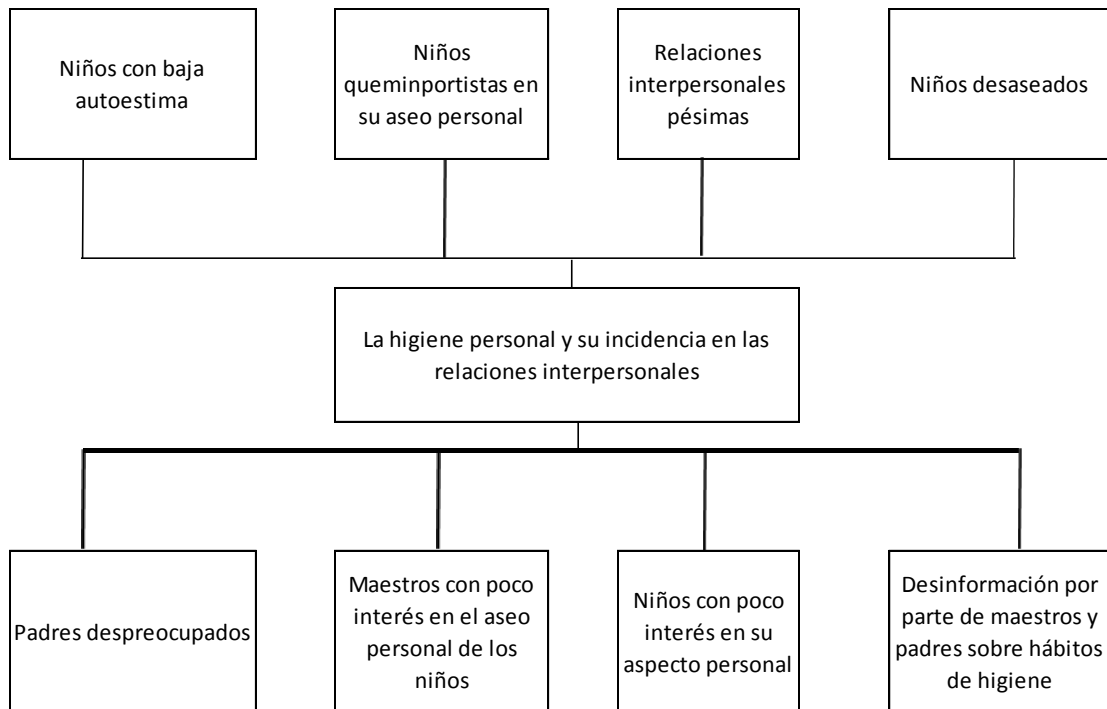 Niños con baja
autoestima
Niños
queminportistas en
su aseo personal
Relaciones
interpersonales
pésimas
Niños desaseados
La higiene personal y su incidencia en las
relaciones interpersonales
Padres despreocupados
Maestros con poco
interés en el aseo
personal de los
niños
Niños con poco
interés en su
aspecto personal
Desinformación por
parte de maestros y
padres sobre hábitos
de higiene